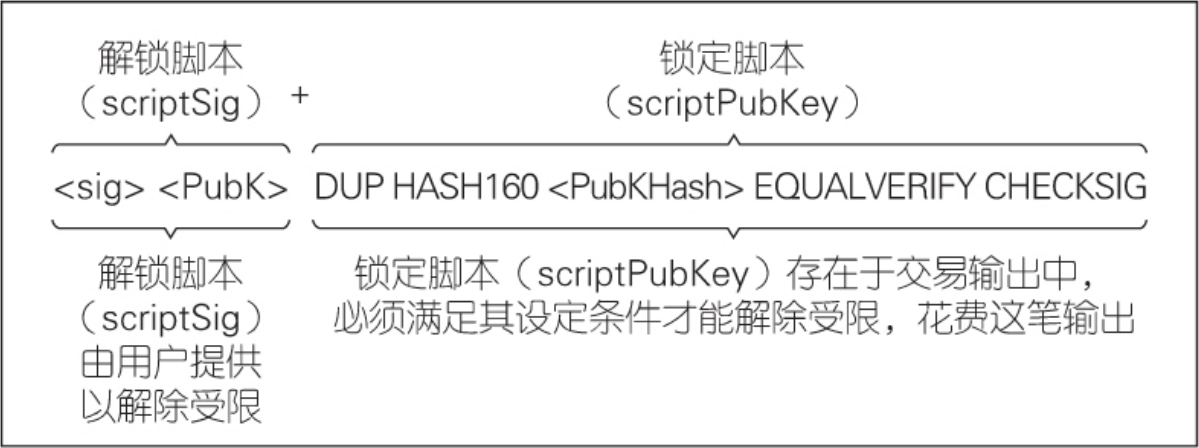 解锁脚本
（scriptSig）
+
锁定脚本
（scriptPubKey）
<sig> <PubK>
DUP HASH160 <PubKHash> EQUALVERIFY CHECKSIG
解锁脚本
（scriptSig）
由用户提供
以解除受限
锁定脚本（scriptPubKey）存在于交易输出中，
必须满足其设定条件才能解除受限，花费这笔输出